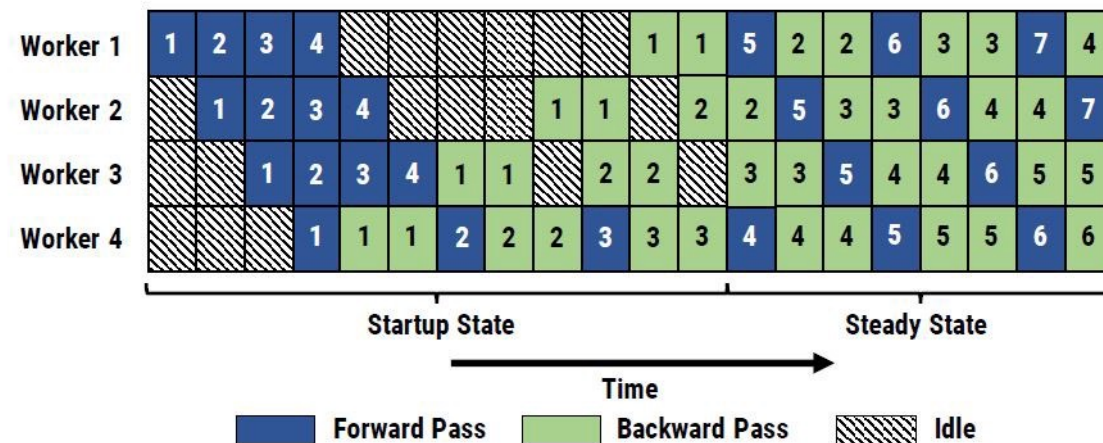 Worker 1 1 2 3 4 1 1 5 2 2 6 3 3 7 4
Worker 2 1 2 3 4 1 1 2 2 5 3 3 6 4 4 7
Worker 3 1 2 3 4 1 1 2 2 3 3 5 4 4 6 5 5
Worker 4 1 1 1 2 2 2 3 3 3 4 4 4 5 5 5 6 6
Startup State Steady State
Time
Forward Pass Backward Pass Idle